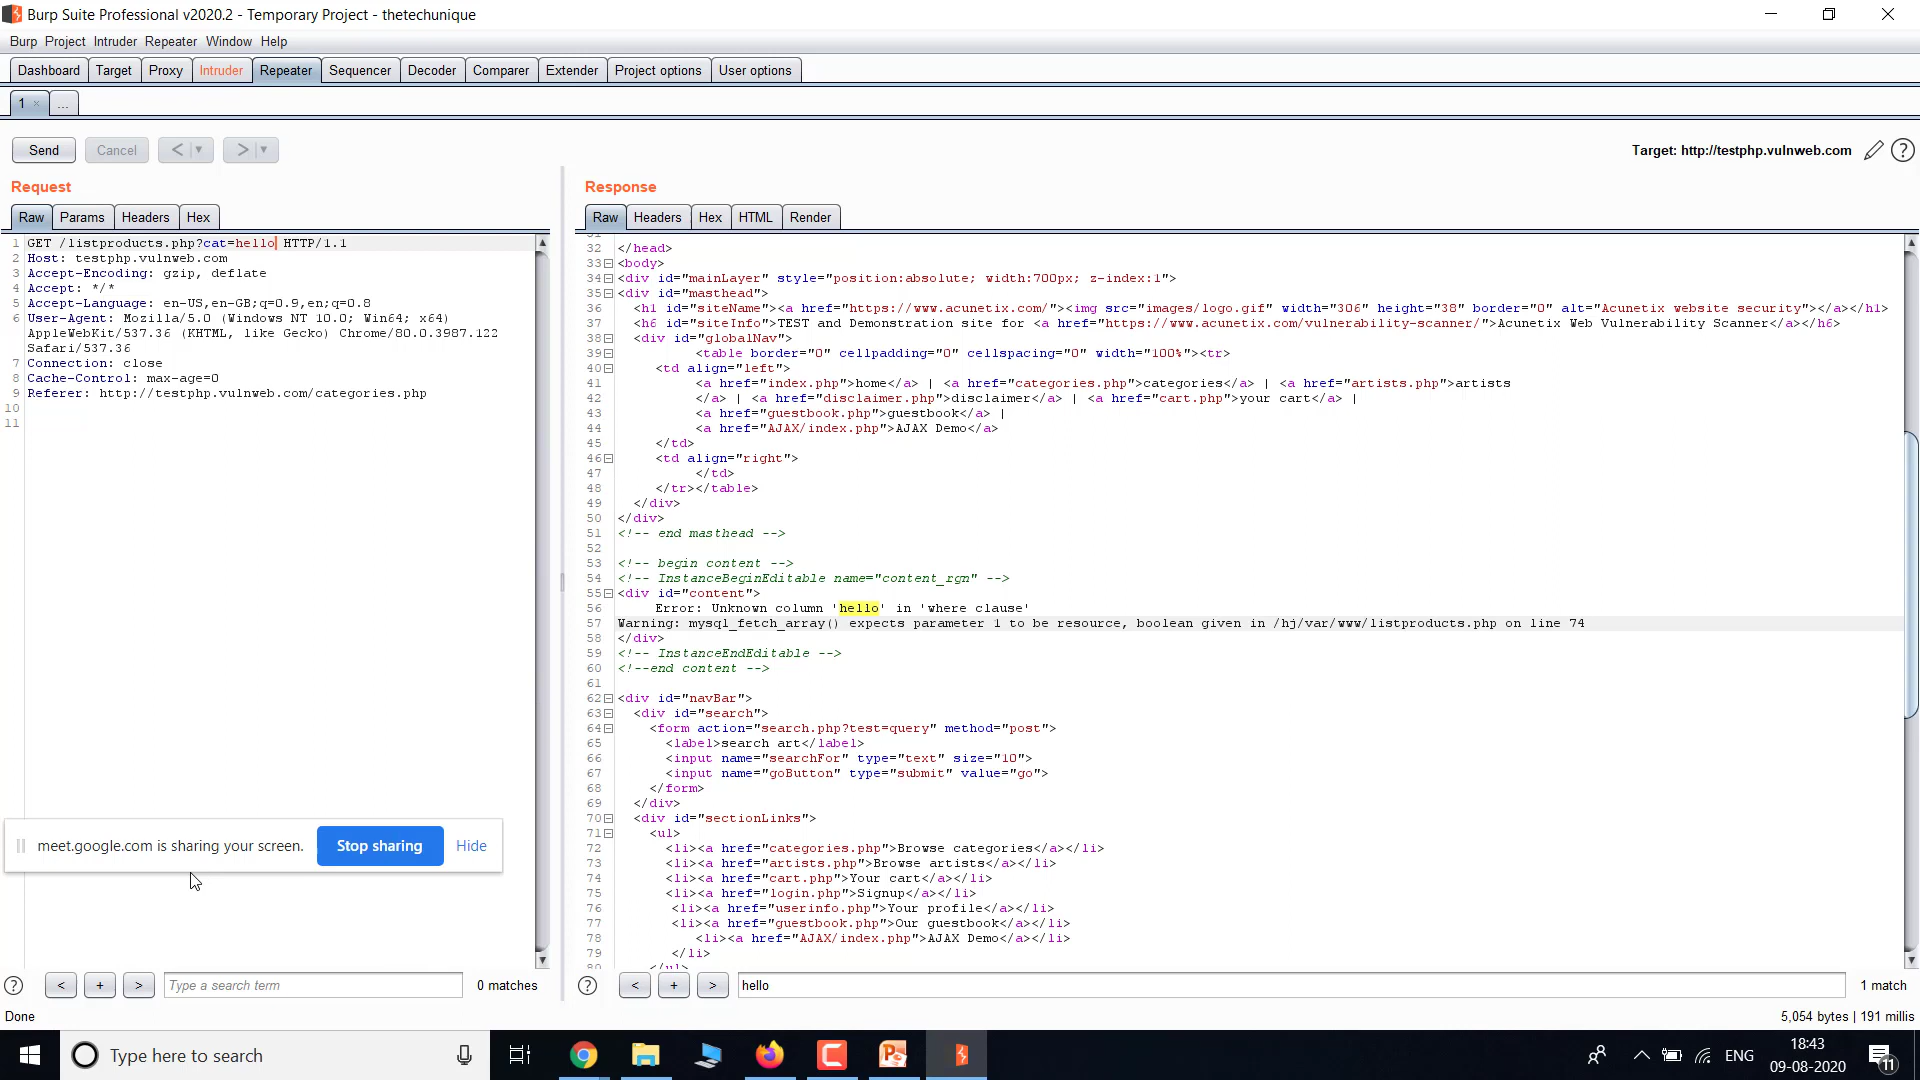 Burp Suite Professional v2020.2 - Temporary Project - thetechunique
Burp Project Intruder Repeater Window Help
Dashboard Target Proxy Intruder Repeater Sequencer Decoder Comparer Extender Project options User options
1 × ...
Send Cancel < > Target: http://testphp.vulnweb.com ?
Request
Raw Params Headers Hex
1 GET /listproducts.php?cat=hello HTTP/1.1
2 Host: testphp.vulnweb.com
3 Accept-Encoding: gzip, deflate
4 Accept: */*
5 Accept-Language: en-US,en-GB;q=0.9,en;q=0.8
6 User-Agent: Mozilla/5.0 (Windows NT 10.0; Win64; x64)
AppleWebKit/537.36 (KHTML, like Gecko) Chrome/80.0.3987.122
Safari/537.36
7 Connection: close
8 Cache-Control: max-age=0
9 Referer: http://testphp.vulnweb.com/categories.php
10
11
meet.google.com is sharing your screen. Stop sharing Hide
? < + > Type a search term 0 matches
Response
Raw Headers Hex HTML Render
32 </head>
33 <body>
34 <div id="mainLayer" style="position:absolute; width:700px; z-index:1">
35 <div id="masthead">
36 <h1 id="siteName"><a href="https://www.acunetix.com/"><img src="images/logo.gif" width="306" height="38" border="0" alt="Acunetix website security"></a></h1>
37 <h6 id="siteInfo">TEST and Demonstration site for <a href="https://www.acunetix.com/vulnerability-scanner/">Acunetix Web Vulnerability Scanner</a></h6>
38 <div id="globalNav">
39 <table border="0" cellpadding="0" cellspacing="0" width="100%"><tr>
40 <td align="left">
41 <a href="index.php">home</a> | <a href="categories.php">categories</a> | <a href="artists.php">artists
42 </a> | <a href="disclaimer.php">disclaimer</a> | <a href="cart.php">your cart</a> |
43 <a href="guestbook.php">guestbook</a> |
44 <a href="AJAX/index.php">AJAX Demo</a>
45 </td>
46 <td align="right">
47 </td>
48 </tr></table>
49 </div>
50 </div>
51 <!-- end masthead -->
52
53 <!-- begin content -->
54 <!-- InstanceBeginEditable name="content_rgn" -->
55 <div id="content">
56 Error: Unknown column 'hello' in 'where clause'
57 Warning: mysql_fetch_array() expects parameter 1 to be resource, boolean given in /hj/var/www/listproducts.php on line 74
58 </div>
59 <!-- InstanceEndEditable -->
60 <!--end content -->
61
62 <div id="navBar">
63 <div id="search">
64 <form action="search.php?test=query" method="post">
65 <label>search art</label>
66 <input name="searchFor" type="text" size="10">
67 <input name="goButton" type="submit" value="go">
68 </form>
69 </div>
70 <div id="sectionLinks">
71 <ul>
72 <li><a href="categories.php">Browse categories</a></li>
73 <li><a href="artists.php">Browse artists</a></li>
74 <li><a href="cart.php">Your cart</a></li>
75 <li><a href="login.php">Signup</a></li>
76 <li><a href="userinfo.php">Your profile</a></li>
77 <li><a href="guestbook.php">Our guestbook</a></li>
78 <li><a href="AJAX/index.php">AJAX Demo</a></li>
79 </li>
80 </ul>
? < + > hello 1 match
Done 5,054 bytes | 191 millis
Type here to search ENG 18:43
09-08-2020
11